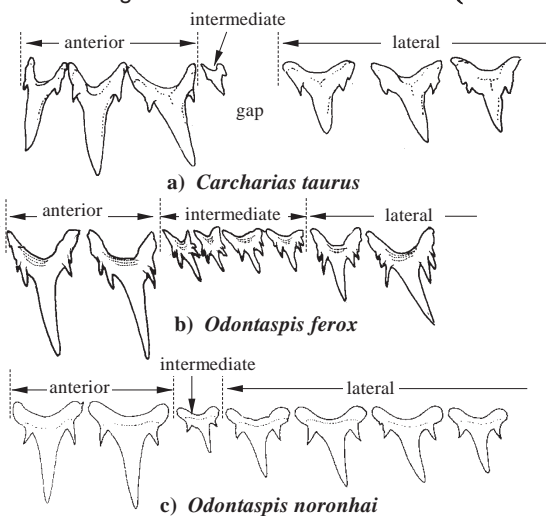 intermediate
anterior
lateral
gap
a) Carcharias taurus
anterior
intermediate
lateral
b) Odontaspis ferox
intermediate
anterior
lateral
c) Odontaspis noronhai